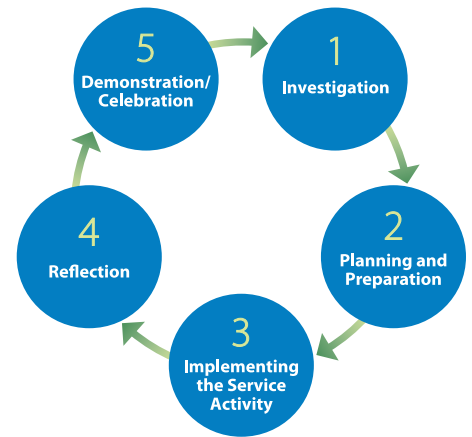 1
Investigation
2
Planning and
Preparation
3
Implementing
the Service
Activity
4
Reflection
5
Demonstration/
Celebration